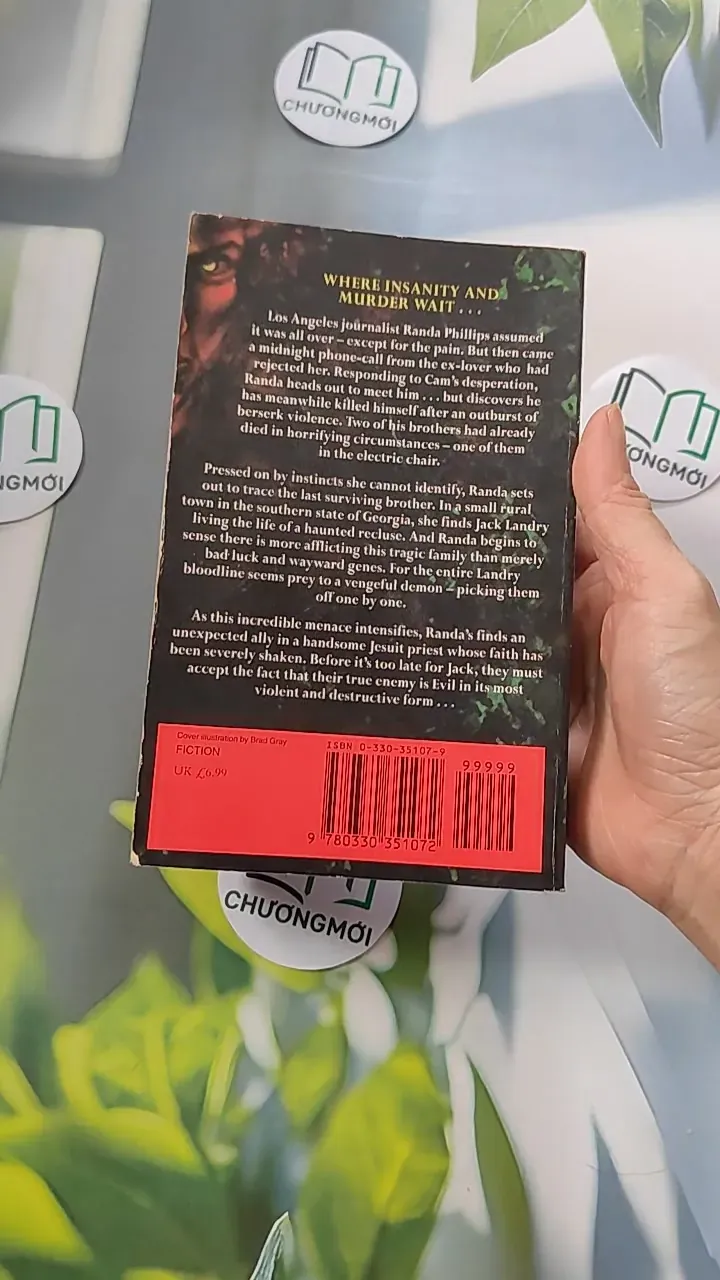 CHƯƠNGMỚI
WHERE INSANITY AND
MURDER WAIT . . .
Los Angeles journalist Randa Phillips assumed
it was all over – except for the pain. But then came
a midnight phone-call from the ex-lover who had
rejected her. Responding to Cam's desperation,
Randa heads out to meet him . . . but discovers he
has meanwhile killed himself after an outburst of
berserk violence. Two of his brothers had already
died in horrifying circumstances – one of them
in the electric chair.
Pressed on by instincts she cannot identify, Randa sets
out to trace the last surviving brother. In a small rural
town in the southern state of Georgia, she finds Jack Landry
living the life of a haunted recluse. And Randa begins to
sense there is more afflicting this tragic family than merely
bad luck and wayward genes. For the entire Landry
bloodline seems prey to a vengeful demon – picking them
off one by one.
As this incredible menace intensifies, Randa's finds an
unexpected ally in a handsome Jesuit priest whose faith has
been severely shaken. Before it's too late for Jack, they must
accept the fact that their true enemy is Evil in its most
violent and destructive form . . .
Cover illustration by Brad Gray
FICTION
UK £6.99
ISBN 0-330-35107-9
99999
9 780330 351072
NGMỚI
ƠNGMỚI
CHƯƠNGMỚI